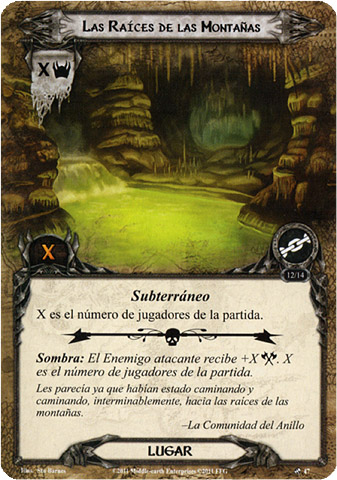 Las Raíces de las Montañas
X
X
12/14
Subterráneo
X es el número de jugadores de la partida.
Sombra: El Enemigo atacante recibe +X. X
es el número de jugadores de la partida.
Les parecía ya que habían estado caminando y
caminando, interminablemente, hacia las raíces de las
montañas.
–La Comunidad del Anillo
LUGAR
©2011 Middle-earth Enterprises ©2011 FFG
47